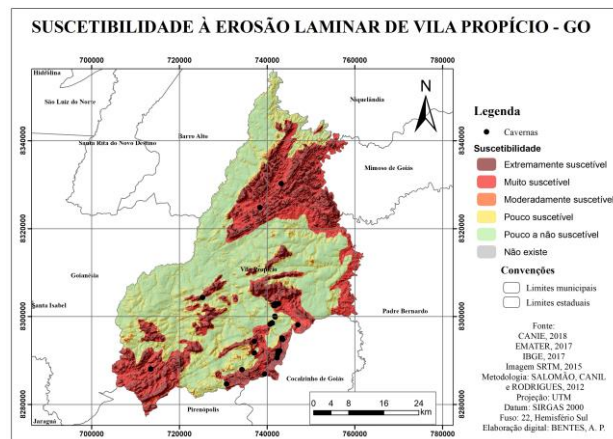 SUSCETIBILIDADE À EROSÃO LAMINAR DE VILA PROPÍCIO - GO
700000 720000 740000 760000 780000
Hidrolina
São Luiz do Norte
Niquelândia
N
Santa Rita do Novo Destino
Barro Alto
Mimoso de Goiás
8340000
8340000
8320000
8320000
Goianésia
Vila Propício
Santa Isabel
Padre Bernardo
8300000
8300000
Cocalzinho de Goiás
Pirenópolis
Jaraguá
8280000
8280000
0 4 8 16 24
km
700000 720000 740000 760000 780000
Legenda
Cavernas
Suscetibilidade
Extremamente suscetível
Muito suscetível
Moderadamente suscetível
Pouco suscetível
Pouco a não suscetível
Não existe
Convenções
Limites municipais
Limites estaduais
Fonte:
CANIE, 2018
EMATER, 2017
IBGE, 2017
Imagem SRTM, 2015
Metodologia: SALOMÃO, CANIL
e RODRIGUES, 2012
Projeção: UTM
Datum: SIRGAS 2000
Fuso: 22, Hemisfério Sul
Elaboração digital: BENTES, A. P.